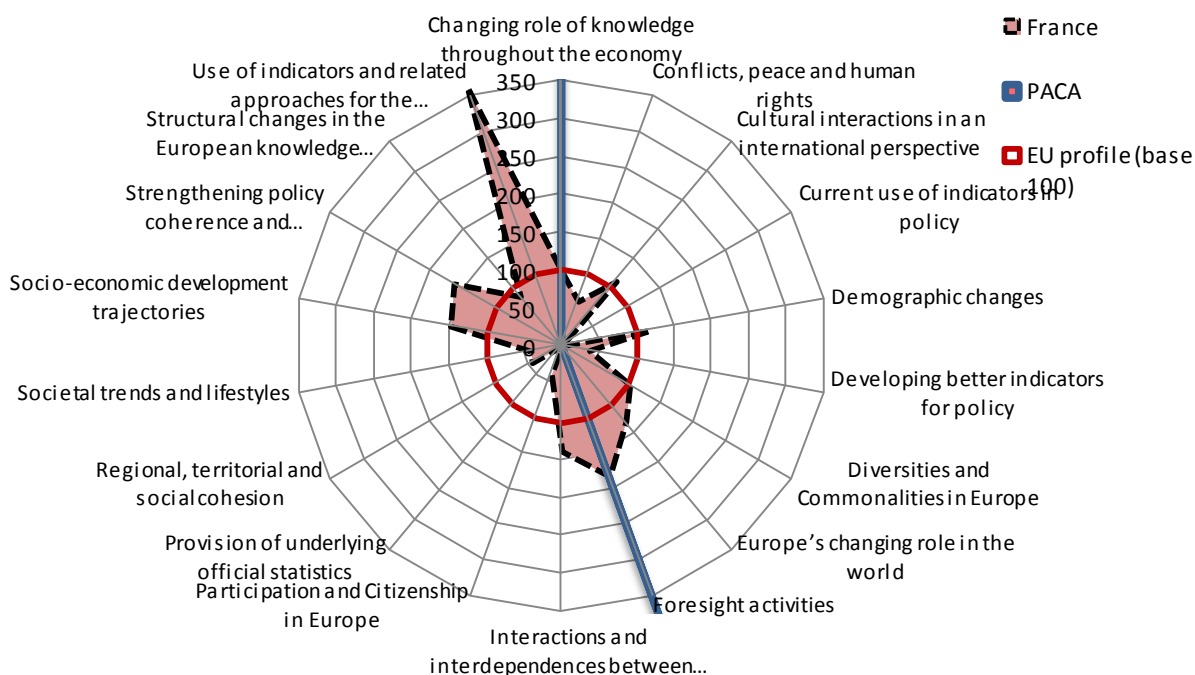 Changing role of knowledge
throughout the economy
Conflicts, peace and human
rights
Cultural interactions in an
international perspective
Current use of indicators in
policy
Demographic changes
Developing better indicators
for policy
Diversities and
Commonalities in Europe
Europe’s changing role in the
world
Foresight activities
Interactions and
interdependences between...
Participation and Citizenship
in Europe
Provision of underlying
official statistics
Regional, territorial and
social cohesion
Societal trends and lifestyles
Socio-economic development
trajectories
Strengthening policy
coherence and...
Structural changes in the
European knowledge...
Use of indicators and related
approaches for the...
350
300
250
200
150
100
50
0
France
PACA
EU profile (base
100)